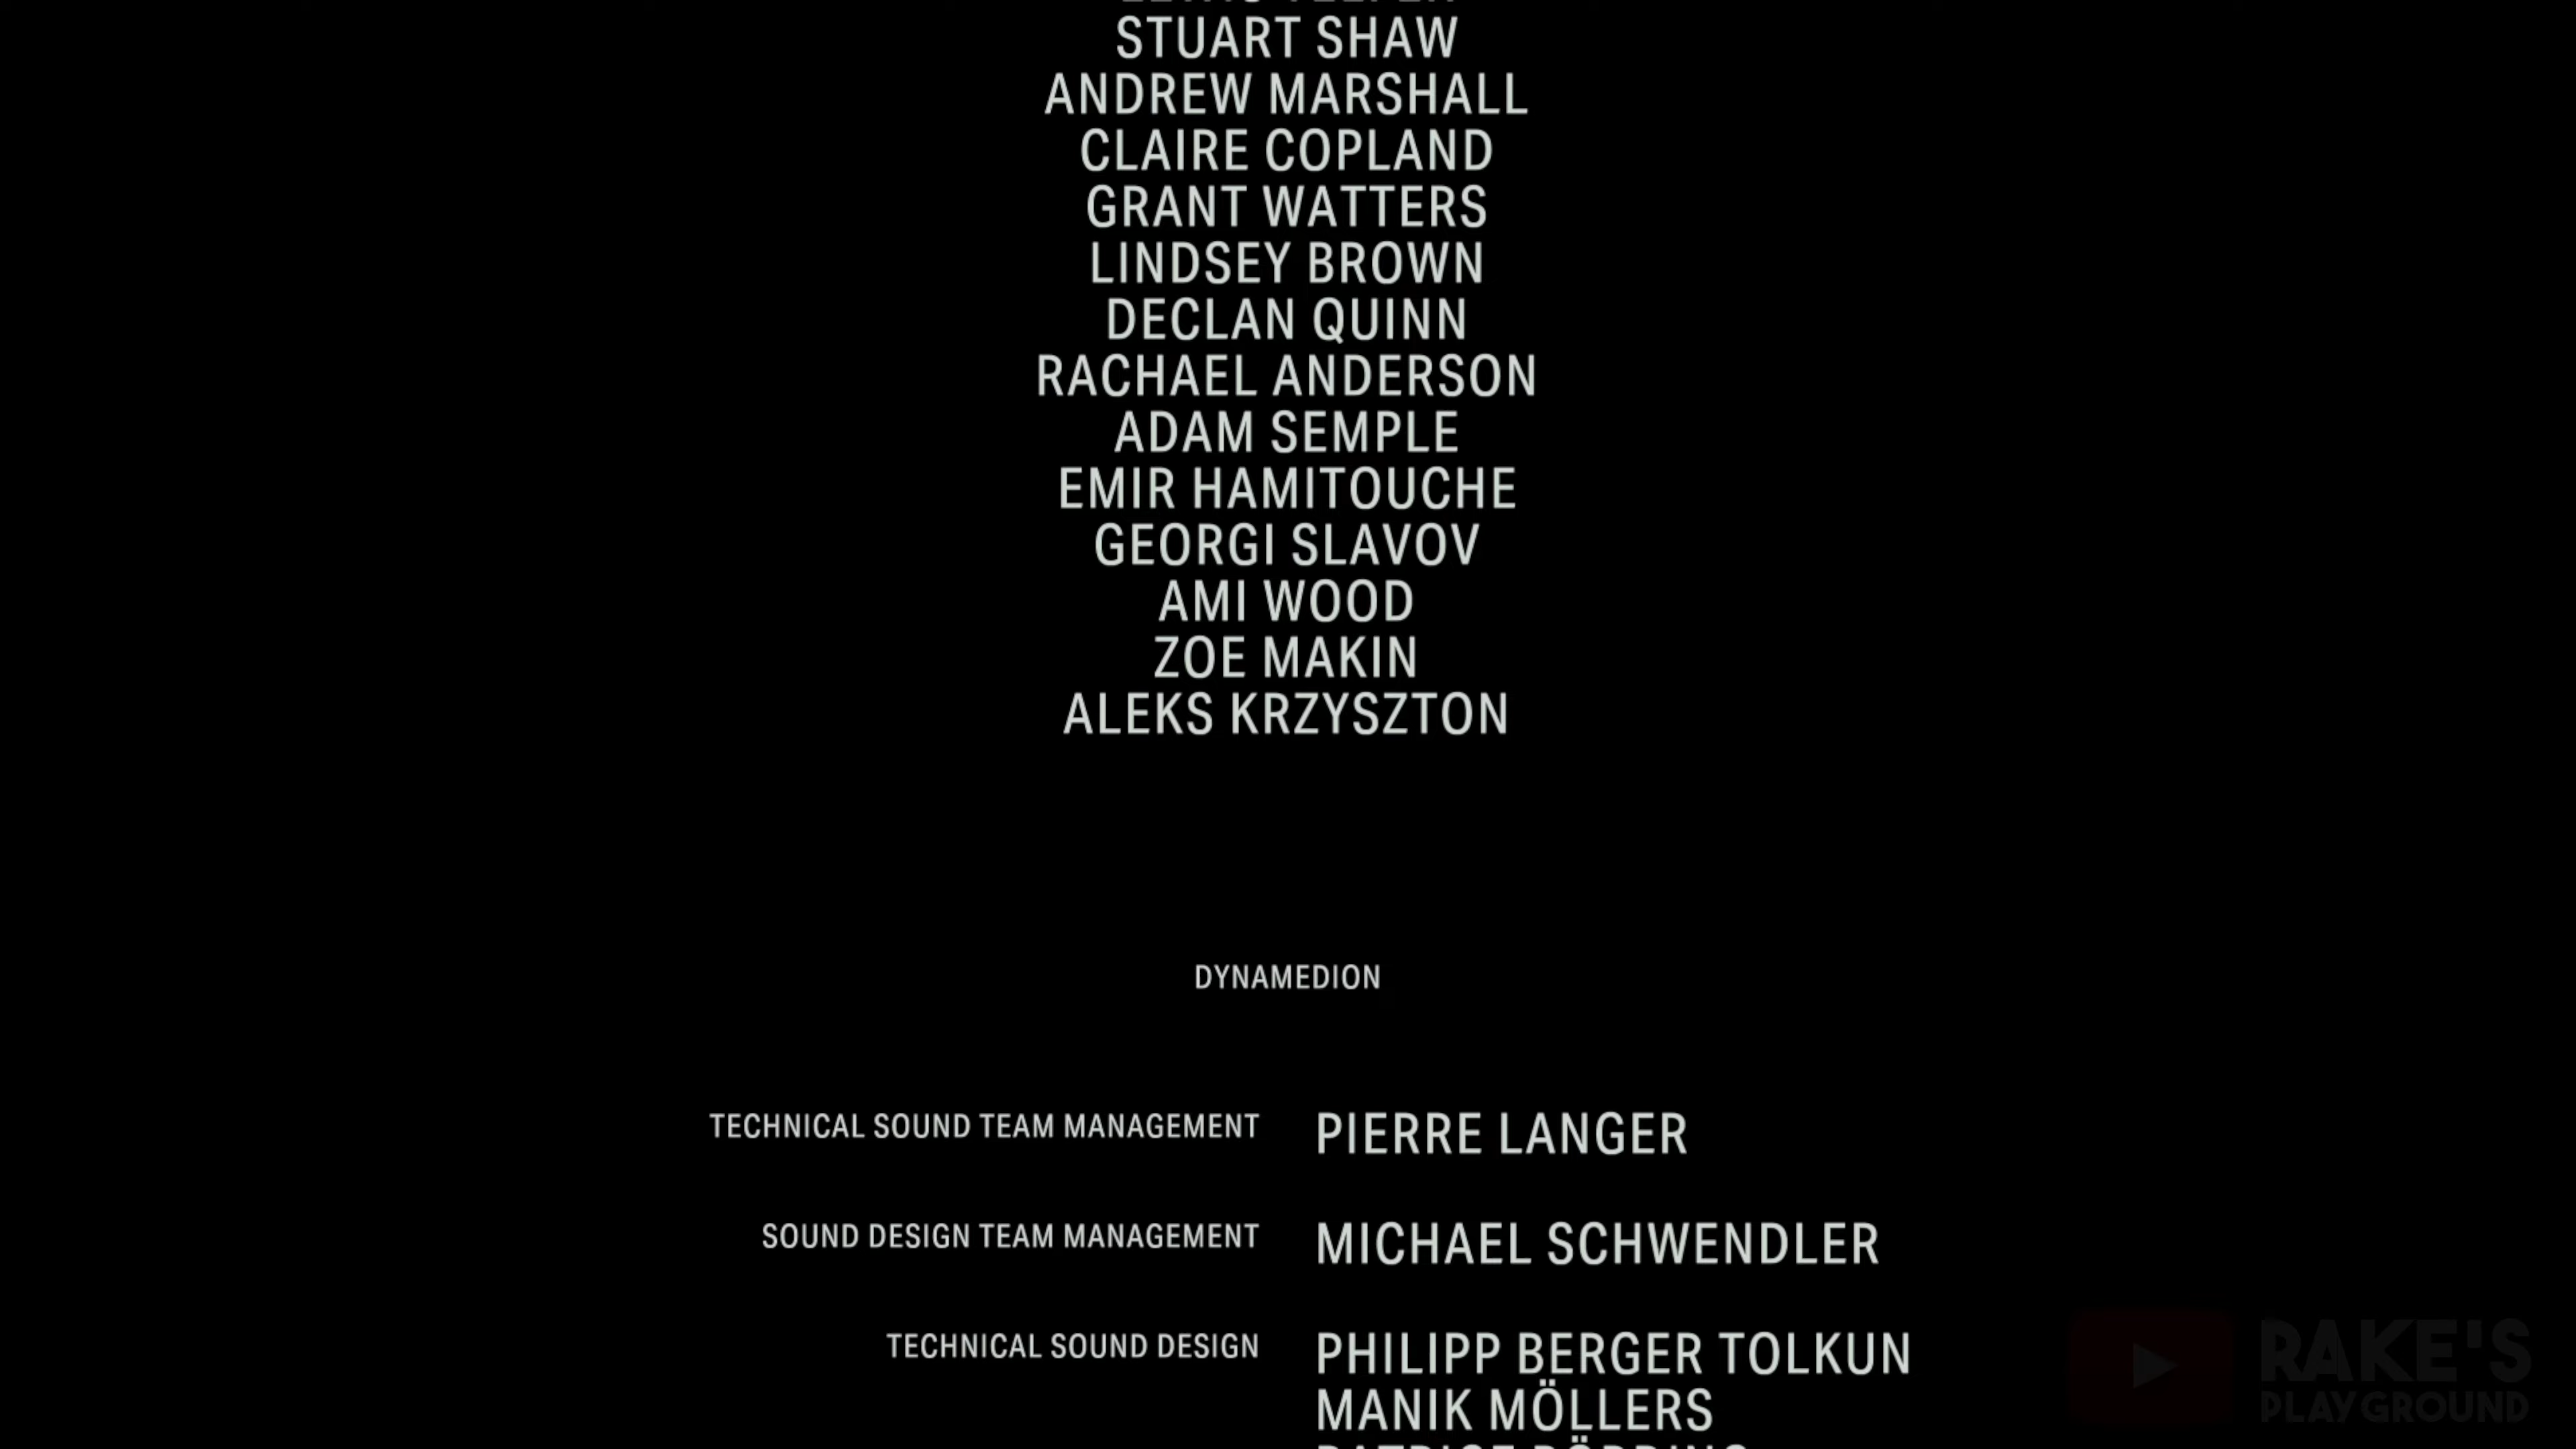 STUART SHAW
ANDREW MARSHALL
CLAIRE COPLAND
GRANT WATTERS
LINDSEY BROWN
DECLAN QUINN
RACHAEL ANDERSON
ADAM SEMPLE
EMIR HAMITOUCHE
GEORGI SLAVOV
AMI WOOD
ZOE MAKIN
ALEKS KRZYSZTON
DYNAMEDION
TECHNICAL SOUND TEAM MANAGEMENT PIERRE LANGER
SOUND DESIGN TEAM MANAGEMENT MICHAEL SCHWENDLER
TECHNICAL SOUND DESIGN PHILIPP BERGER TOLKUN
MANIK MÖLLERS
RAKE'S
PLAYGROUND